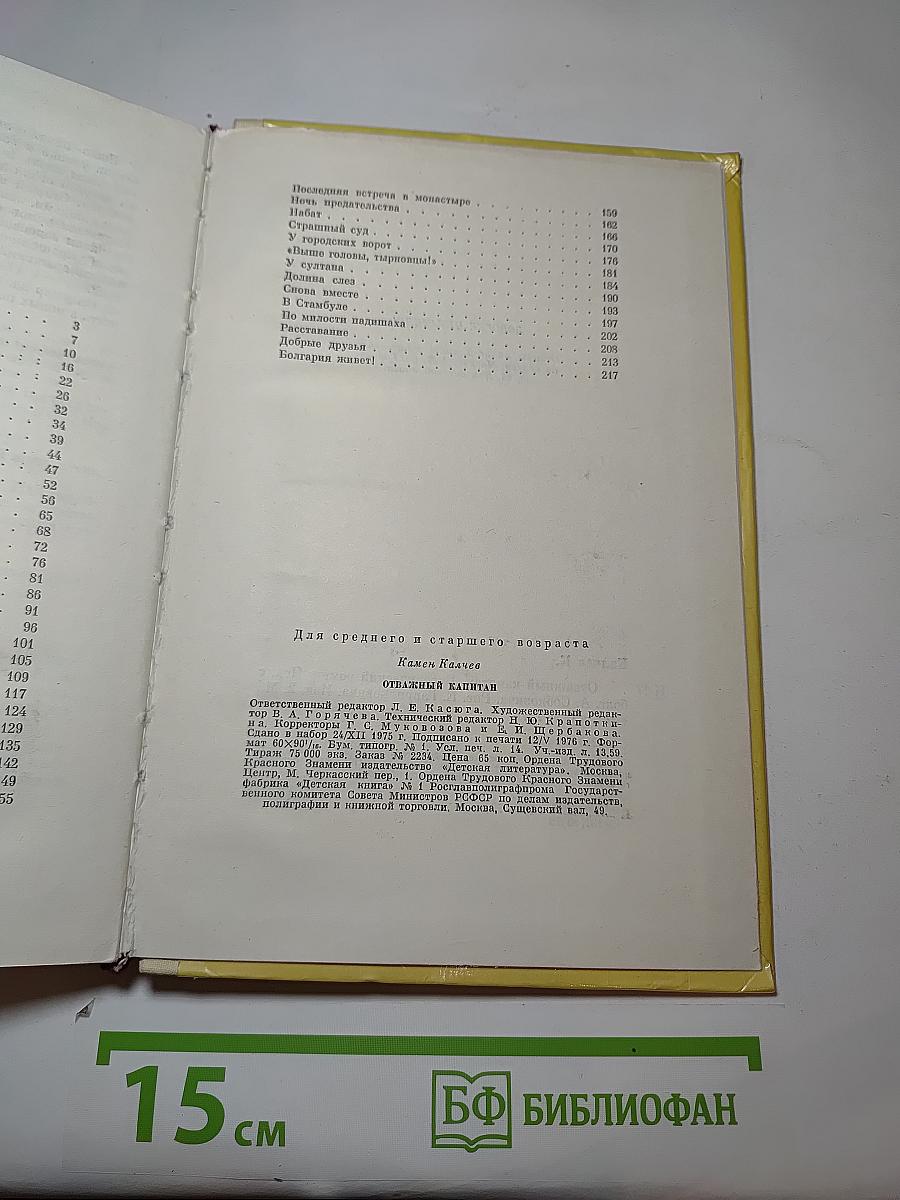 3
7
10
16
22
26
32
34
39
44
47
52
56
65
68
72
76
81
86
91
96
101
105
109
117
124
129
135
142
49
55
Последняя встреча в монастыре . . . . . . . . 159
Ночь предательства . . . . . . . . . . . . 162
Набат . . . . . . . . . . . . . . . . . 166
Страшный суд . . . . . . . . . . . . . . 170
У городских ворот . . . . . . . . . . . . 176
«Выше головы, тырновцы!» . . . . . . . . . . 181
У султана . . . . . . . . . . . . . . . 184
Долина слез . . . . . . . . . . . . . . 190
Снова вместе . . . . . . . . . . . . . . 193
В Стамбуле . . . . . . . . . . . . . . . 197
По милости падишаха . . . . . . . . . . . . 202
Расставание . . . . . . . . . . . . . . 208
Добрые друзья . . . . . . . . . . . . . . 213
Болгария живет! . . . . . . . . . . . . . 217
Для среднего и старшего возраста
Камен Калчев
ОТВАЖНЫЙ КАПИТАН
Ответственный редактор Л. Е. Касюга. Художественный редак-
тор В. А. Горячева. Технический редактор Н. Ю. Крапотки-
на. Корректоры Г. С. Муковозова и Е. И. Щербакова.
Сдано в набор 24/XII 1975 г. Подписано к печати 12/V 1976 г. Фор-
мат 60×90¹/₁₆. Бум. типогр. № 1. Усл. печ. л. 14. Уч.-изд. л. 13,59.
Тираж 75 000 экз. Заказ № 2234. Цена 65 коп. Ордена Трудового
Красного Знамени издательство «Детская литература». Москва,
Центр, М. Черкасский пер., 1. Ордена Трудового Красного Знамени
фабрика «Детская книга» № 1 Росглавполиграфпрома Государст-
венного комитета Совета Министров РСФСР по делам издательств,
полиграфии и книжной торговли. Москва, Сущевский вал, 49.
15 см
БФ БИБЛИОФАН